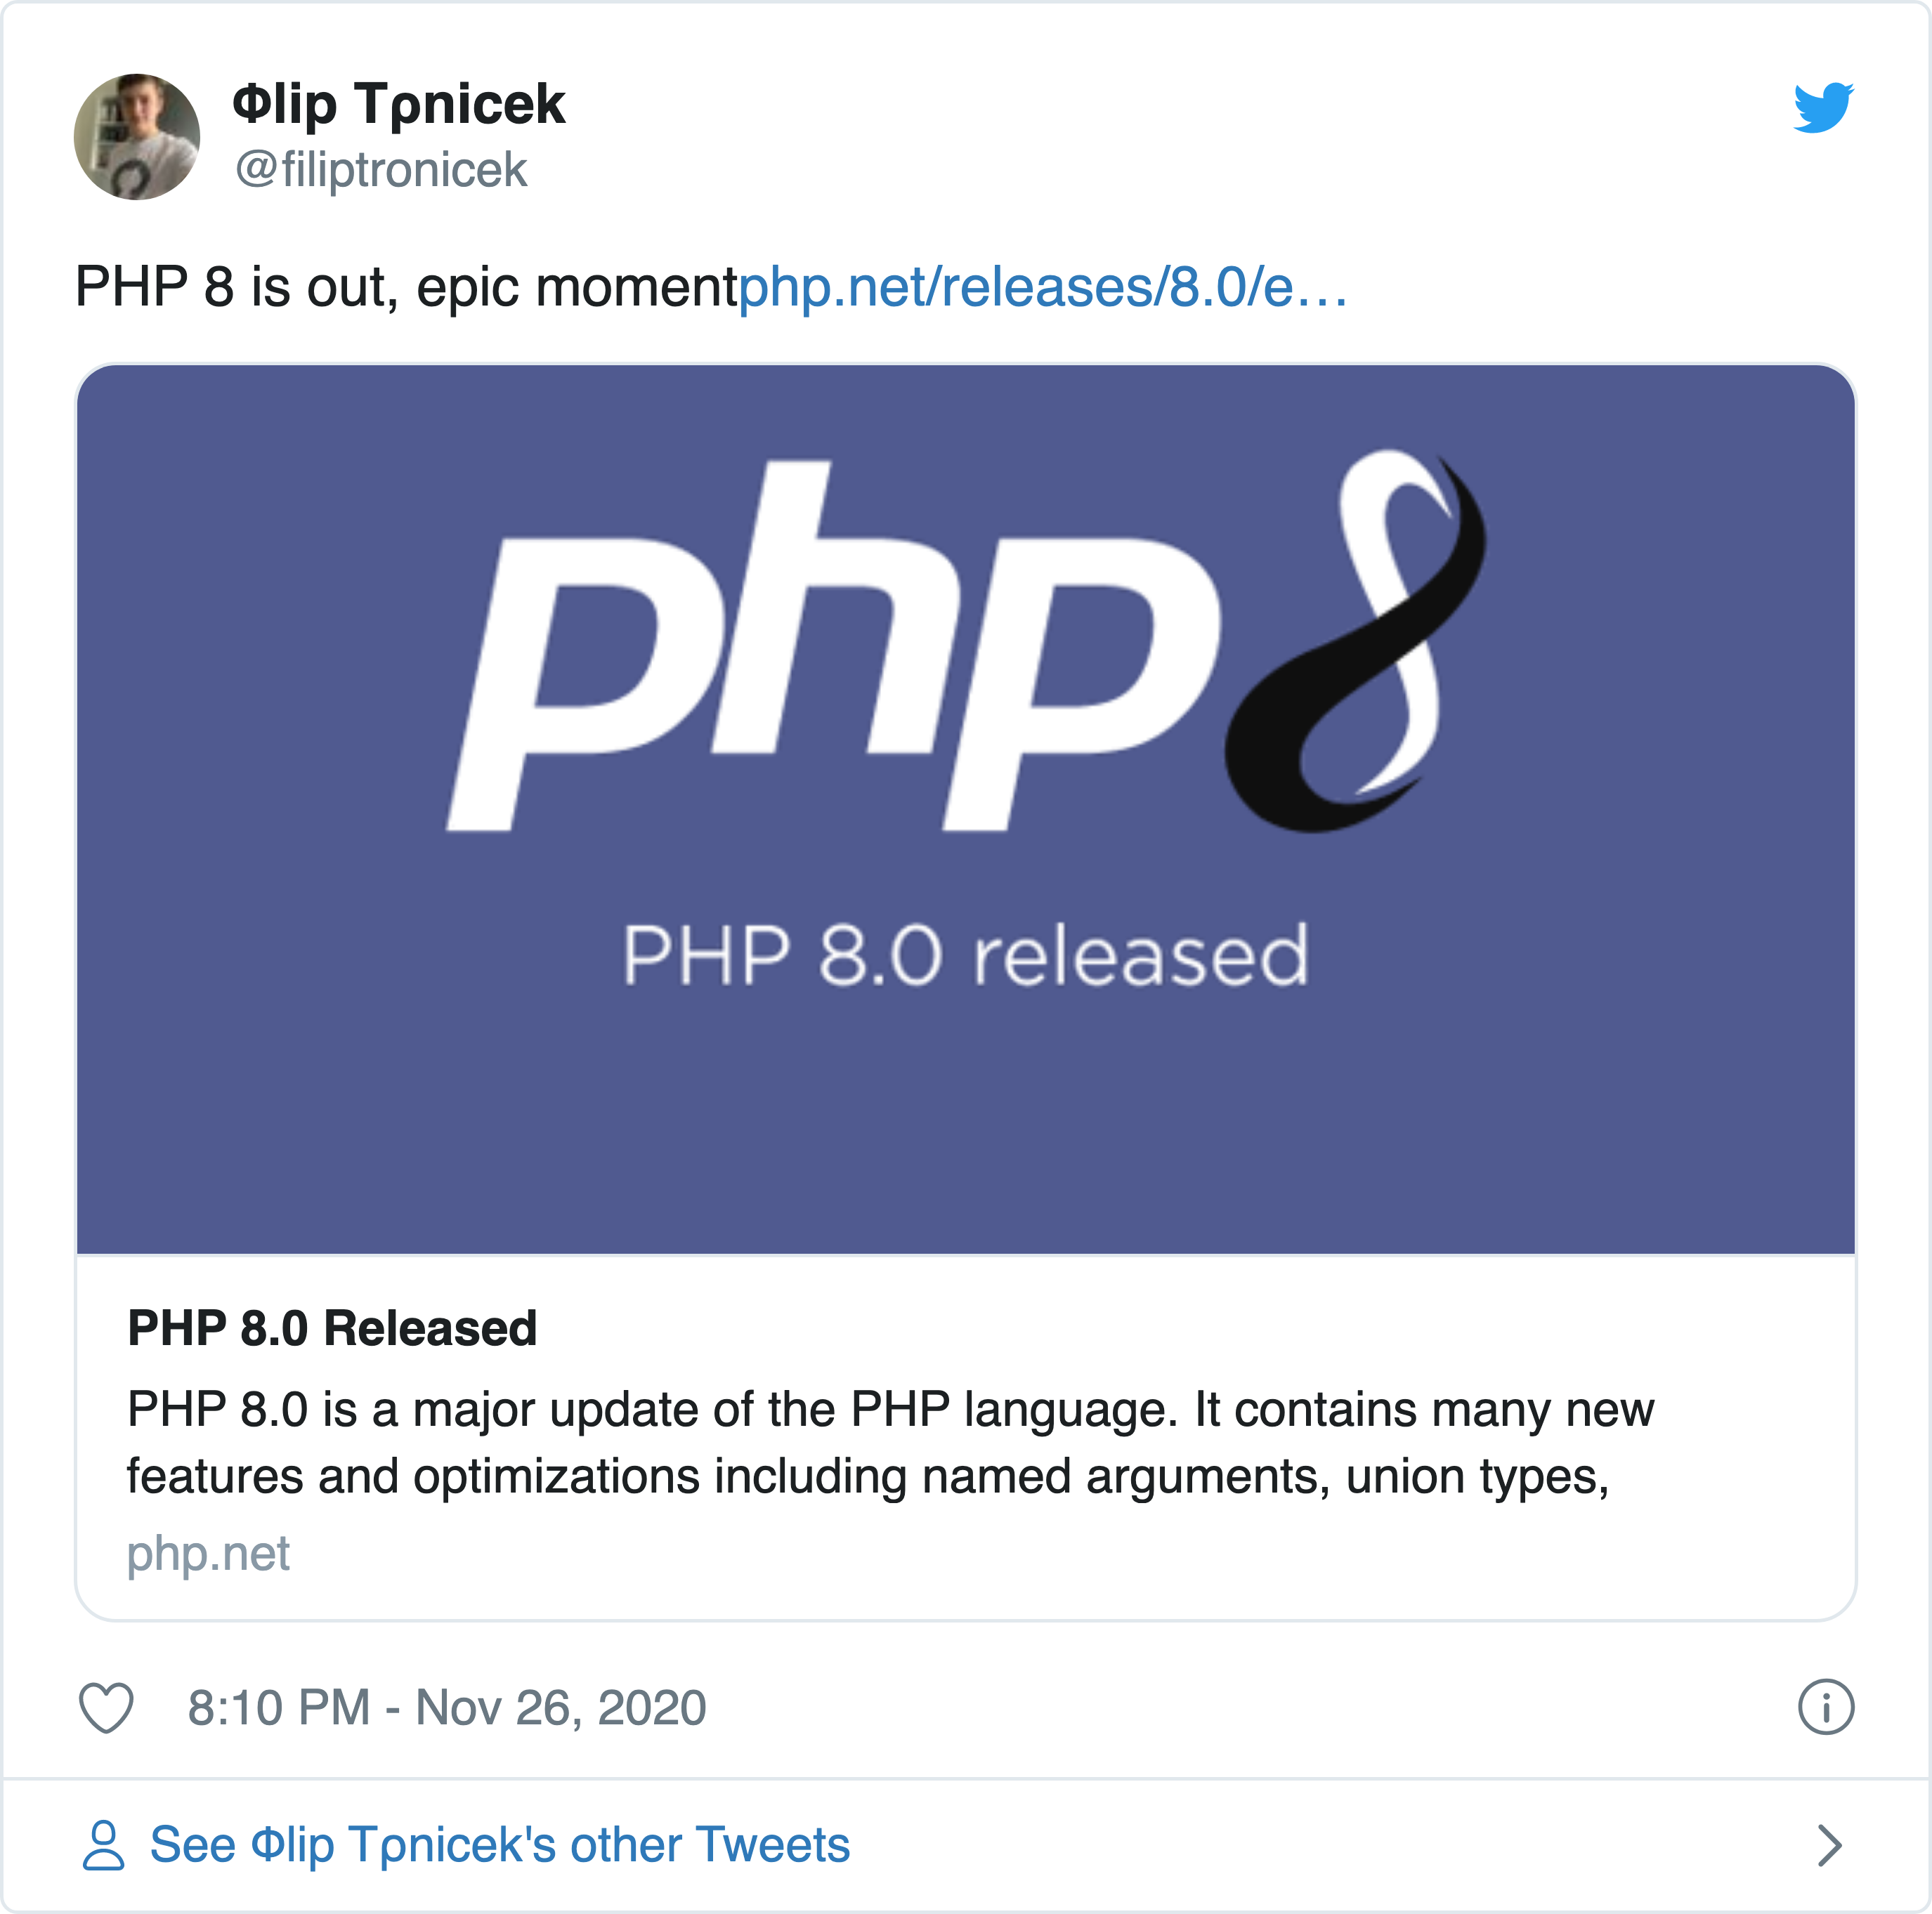 Φlip Tρnicek
@filiptronicek
PHP 8 is out, epic momentphp.net/releases/8.0/e…
php8
PHP 8.0 released
PHP 8.0 Released
PHP 8.0 is a major update of the PHP language. It contains many new
features and optimizations including named arguments, union types,
php.net
8:10 PM - Nov 26, 2020
See Φlip Tρnicek's other Tweets